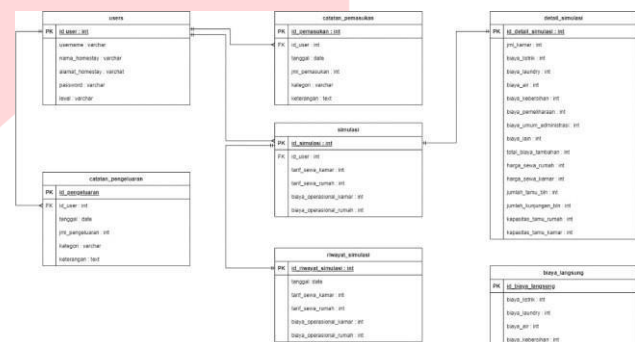 users
PK id_user : int
username : varchar
nama_homestay : varchar
alamat_homestay : varchar
password : varchar
level : varchar
catatan_pemasukan
PK id_pemasukan : int
FK id_user : int
tanggal : date
jml_pemasukan : int
kategori : varchar
keterangan : text
detail_simulasi
PK id_detail_simulasi : int
jml_kamar : int
biaya_listrik : int
biaya_laundry : int
biaya_air : int
biaya_kebersihan : int
biaya_pemeliharaan : int
biaya_umum_administrasi : int
biaya_lain : int
total_biaya_tambahan : int
harga_sewa_rumah : int
harga_sewa_kamar : int
jumlah_tamu_bln : int
jumlah_kunjungan_bln : int
kapasitas_tamu_rumah : int
kapasitas_tamu_kamar : int
simulasi
PK id_simulasi : int
FK id_user : int
tarif_sewa_kamar : int
tarif_sewa_rumah : int
biaya_operasional_kamar : int
biaya_operasional_rumah : int
catatan_pengeluaran
PK id_pengeluaran
FK id_user : int
tanggal : date
jml_pengeluaran : int
kategori : varchar
keterangan : text
riwayat_simulasi
PK id_riwayat_simulasi : int
tanggal : date
tarif_sewa_kamar : int
tarif_sewa_rumah : int
biaya_operasional_kamar : int
biaya_operasional_rumah : int
biaya_langsung
PK id_biaya_langsung
biaya_listrik : int
biaya_laundry : int
biaya_air : int
biaya_kebersihan : int